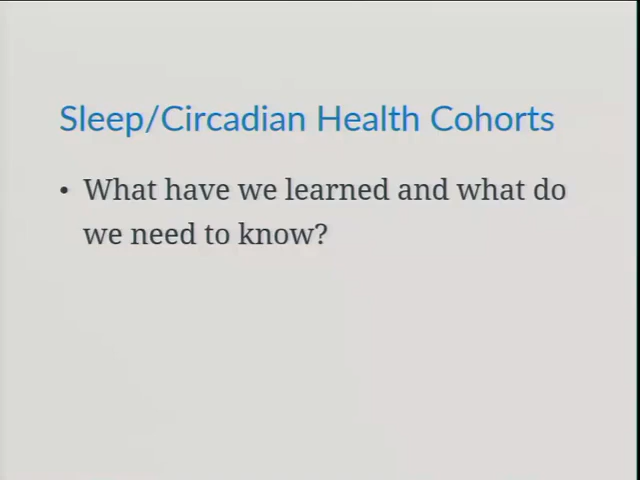 Sleep/Circadian Health Cohorts
• What have we learned and what do
we need to know?